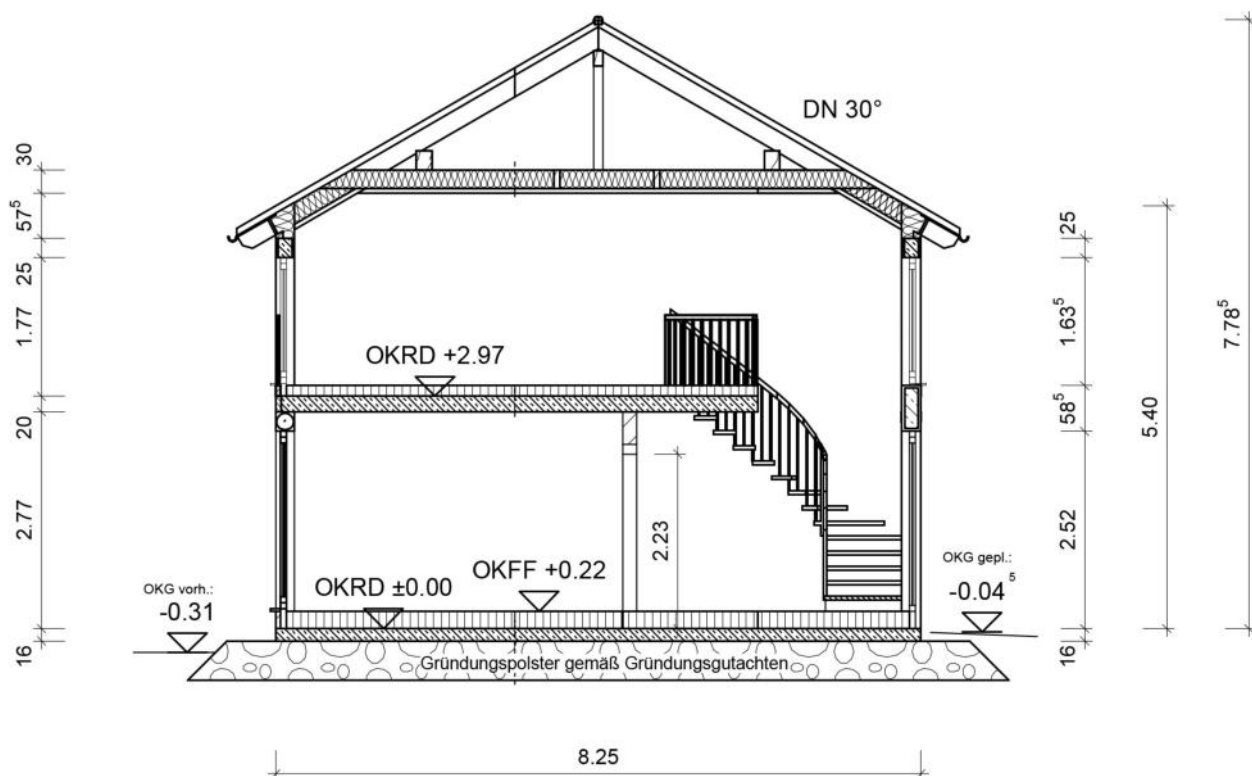 DN 30°
30
57⁵
25
1.77
20
2.77
16
25
1.63⁵
58⁵
2.52
16
5.40
7.78⁵
OKRD +2.97
2.23
OKG vorh.:
-0.31
OKRD ±0.00
OKFF +0.22
OKG gepl.:
-0.04⁵
Gründungspolster gemäß Gründungsgutachten
8.25